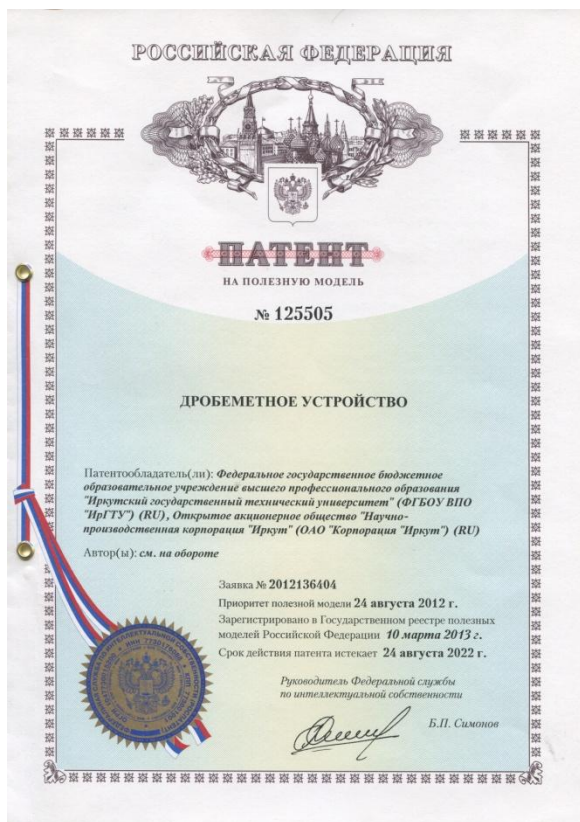 РОССИЙСКАЯ ФЕДЕРАЦИЯ
ПАТЕНТ
НА ПОЛЕЗНУЮ МОДЕЛЬ
№ 125505
ДРОБЕМЕТНОЕ УСТРОЙСТВО
Патентообладатель(ли): Федеральное государственное бюджетное
образовательное учреждение высшего профессионального образования
"Иркутский государственный технический университет" (ФГБОУ ВПО
"ИрГТУ") (RU), Открытое акционерное общество "Научно-
производственная корпорация "Иркут" (ОАО "Корпорация "Иркут") (RU)
Автор(ы): см. на обороте
Заявка № 2012136404
Приоритет полезной модели 24 августа 2012 г.
Зарегистрировано в Государственном реестре полезных
моделей Российской Федерации 10 марта 2013 г.
Срок действия патента истекает 24 августа 2022 г.
Руководитель Федеральной службы
по интеллектуальной собственности
Б.П. Симонов